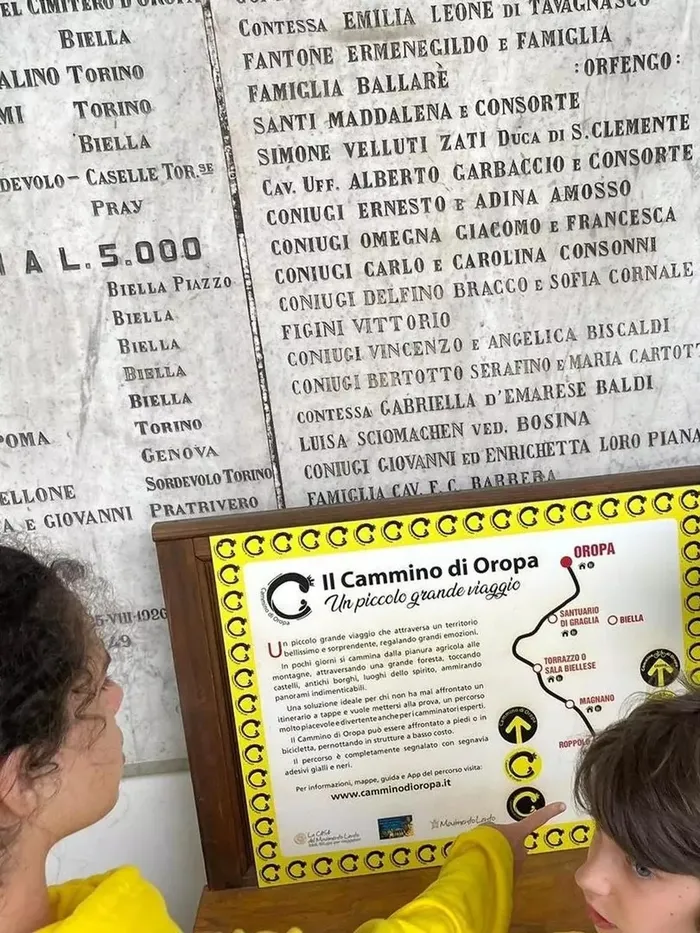 EL CIMITERO D'OROPA
BIELLA
TORINO
TORINO
BIELLA
DEVOLO - CASELLE TOR.SE
PRAY
A L. 5.000
BIELLA PIAZZO
BIELLA
BIELLA
BIELLA
BIELLA
TORINO
GENOVA
SORDEVOLO TORINO
E GIOVANNI PRATRIVERO
CONTESSA EMILIA LEONE DI TAVAGNASCO
FANTONE ERMENEGILDO E FAMIGLIA
FAMIGLIA BALLARÈ :ORFENGO:
SANTI MADDALENA E CONSORTE
SIMONE VELLUTI ZATI DUCA DI S. CLEMENTE
CAV. UFF. ALBERTO GARBACCIO E CONSORTE
CONIUGI ERNESTO E ADINA AMOSSO
CONIUGI OMEGNA GIACOMO E FRANCESCA
CONIUGI CARLO E CAROLINA CONSONNI
CONIUGI DELFINO BRACCO E SOFIA CORNALE
FIGINI VITTORIO
CONIUGI VINCENZO E ANGELICA BISCALDI
CONIUGI BERTOTTO SERAFINO E MARIA CARTOTT
CONTESSA GABRIELLA D'EMARESE BALDI
LUISA SCIOMACHEN VED. BOSINA
CONIUGI GIOVANNI ED ENRICHETTA LORO PIANA
FAMIGLIA CAV. F. C. BARRERA
Il Cammino di Oropa
Un piccolo grande viaggio
Un piccolo grande viaggio che attraversa un territorio
bellissimo e sorprendente, regalando grandi emozioni.
In pochi giorni si cammina dalla pianura agricola alle
montagne, attraversando una grande foresta, toccando
castelli, antichi borghi, luoghi dello spirito, ammirando
panorami indimenticabili.
Una soluzione ideale per chi non ha mai affrontato un
itinerario a tappe e vuole mettersi alla prova, un percorso
molto piacevole e divertente anche per camminatori esperti.
Il Cammino di Oropa può essere affrontato a piedi o in
bicicletta, pernottando in strutture a basso costo.
Il percorso è completamente segnalato con segnavia
adesivi gialli e neri.
Per informazioni, mappe, guida e App del percorso visita:
www.camminodioropa.it
La Casa
del Movimento Lento
Movimento Lento
OROPA
SANTUARIO
DI GRAGLIA
BIELLA
TORRAZZO O
SALA BIELLESE
MAGNANO
ROPPOLO